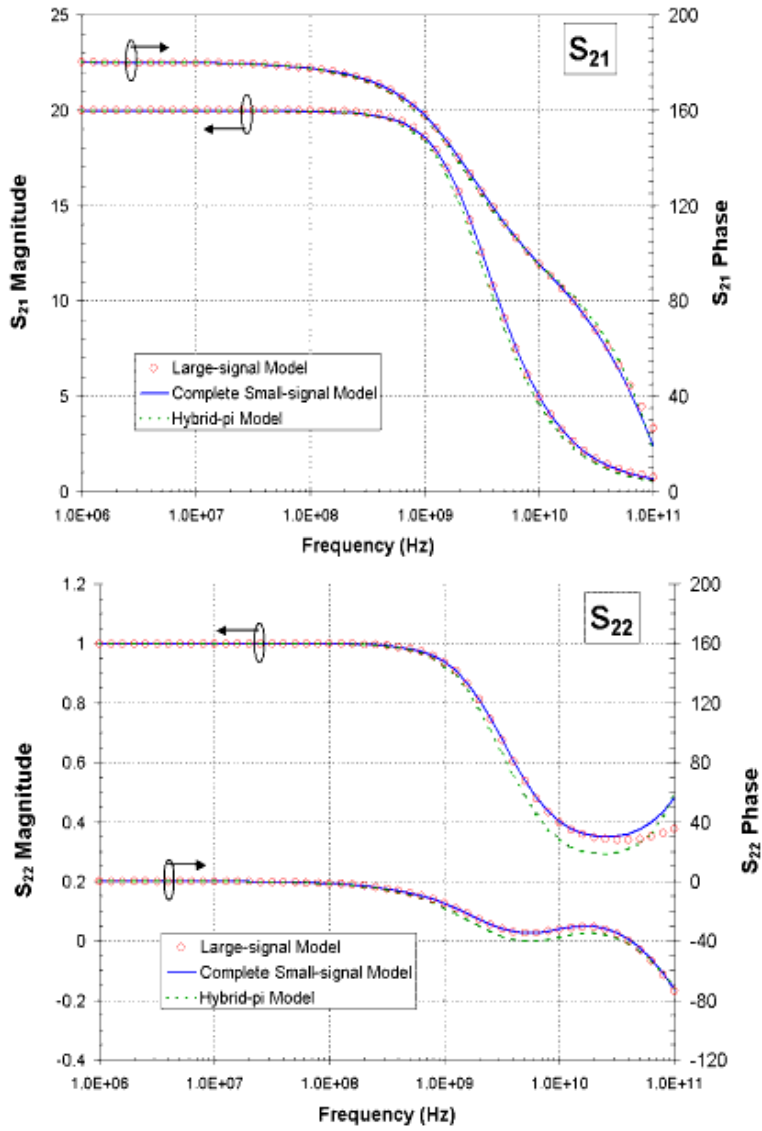 S21
25
20
15
10
5
0
S21 Magnitude
200
160
120
80
40
0
S21 Phase
Large-signal Model
Complete Small-signal Model
Hybrid-pi Model
1.0E+06 1.0E+07 1.0E+08 1.0E+09 1.0E+10 1.0E+11
Frequency (Hz)
S22
1.2
1
0.8
0.6
0.4
0.2
0
-0.2
-0.4
S22 Magnitude
200
160
120
80
40
0
-40
-80
-120
S22 Phase
Large-signal Model
Complete Small-signal Model
Hybrid-pi Model
1.0E+06 1.0E+07 1.0E+08 1.0E+09 1.0E+10 1.0E+11
Frequency (Hz)